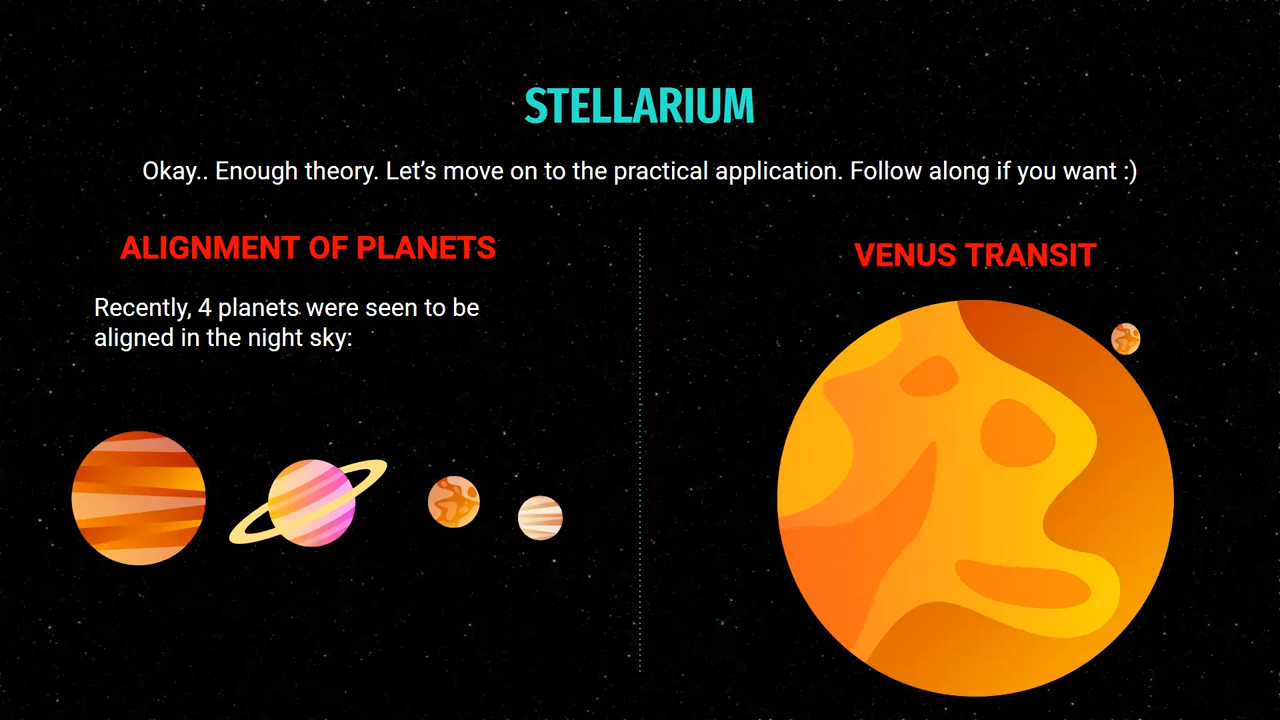 STELLARIUM
Okay.. Enough theory. Let’s move on to the practical application. Follow along if you want :)
ALIGNMENT OF PLANETS
Recently, 4 planets were seen to be
aligned in the night sky:
VENUS TRANSIT